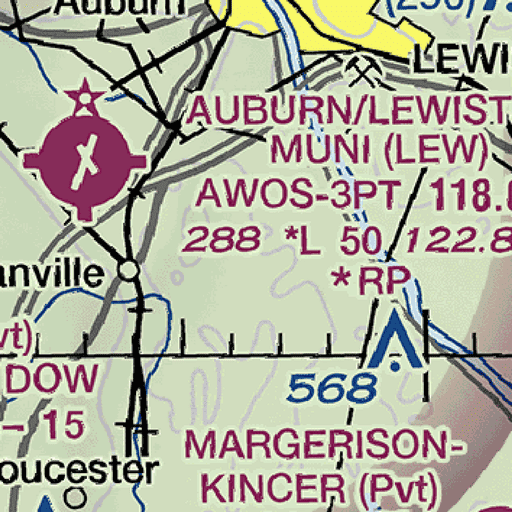 Auburn
LEWI
AUBURN/LEWIST
MUNI (LEW)
AWOS-3PT 118.
288 *L 50 122.8
anville
*RP
vt)
DOW
568
- 15
MARGERISON-
oucester
KINCER (Pvt)